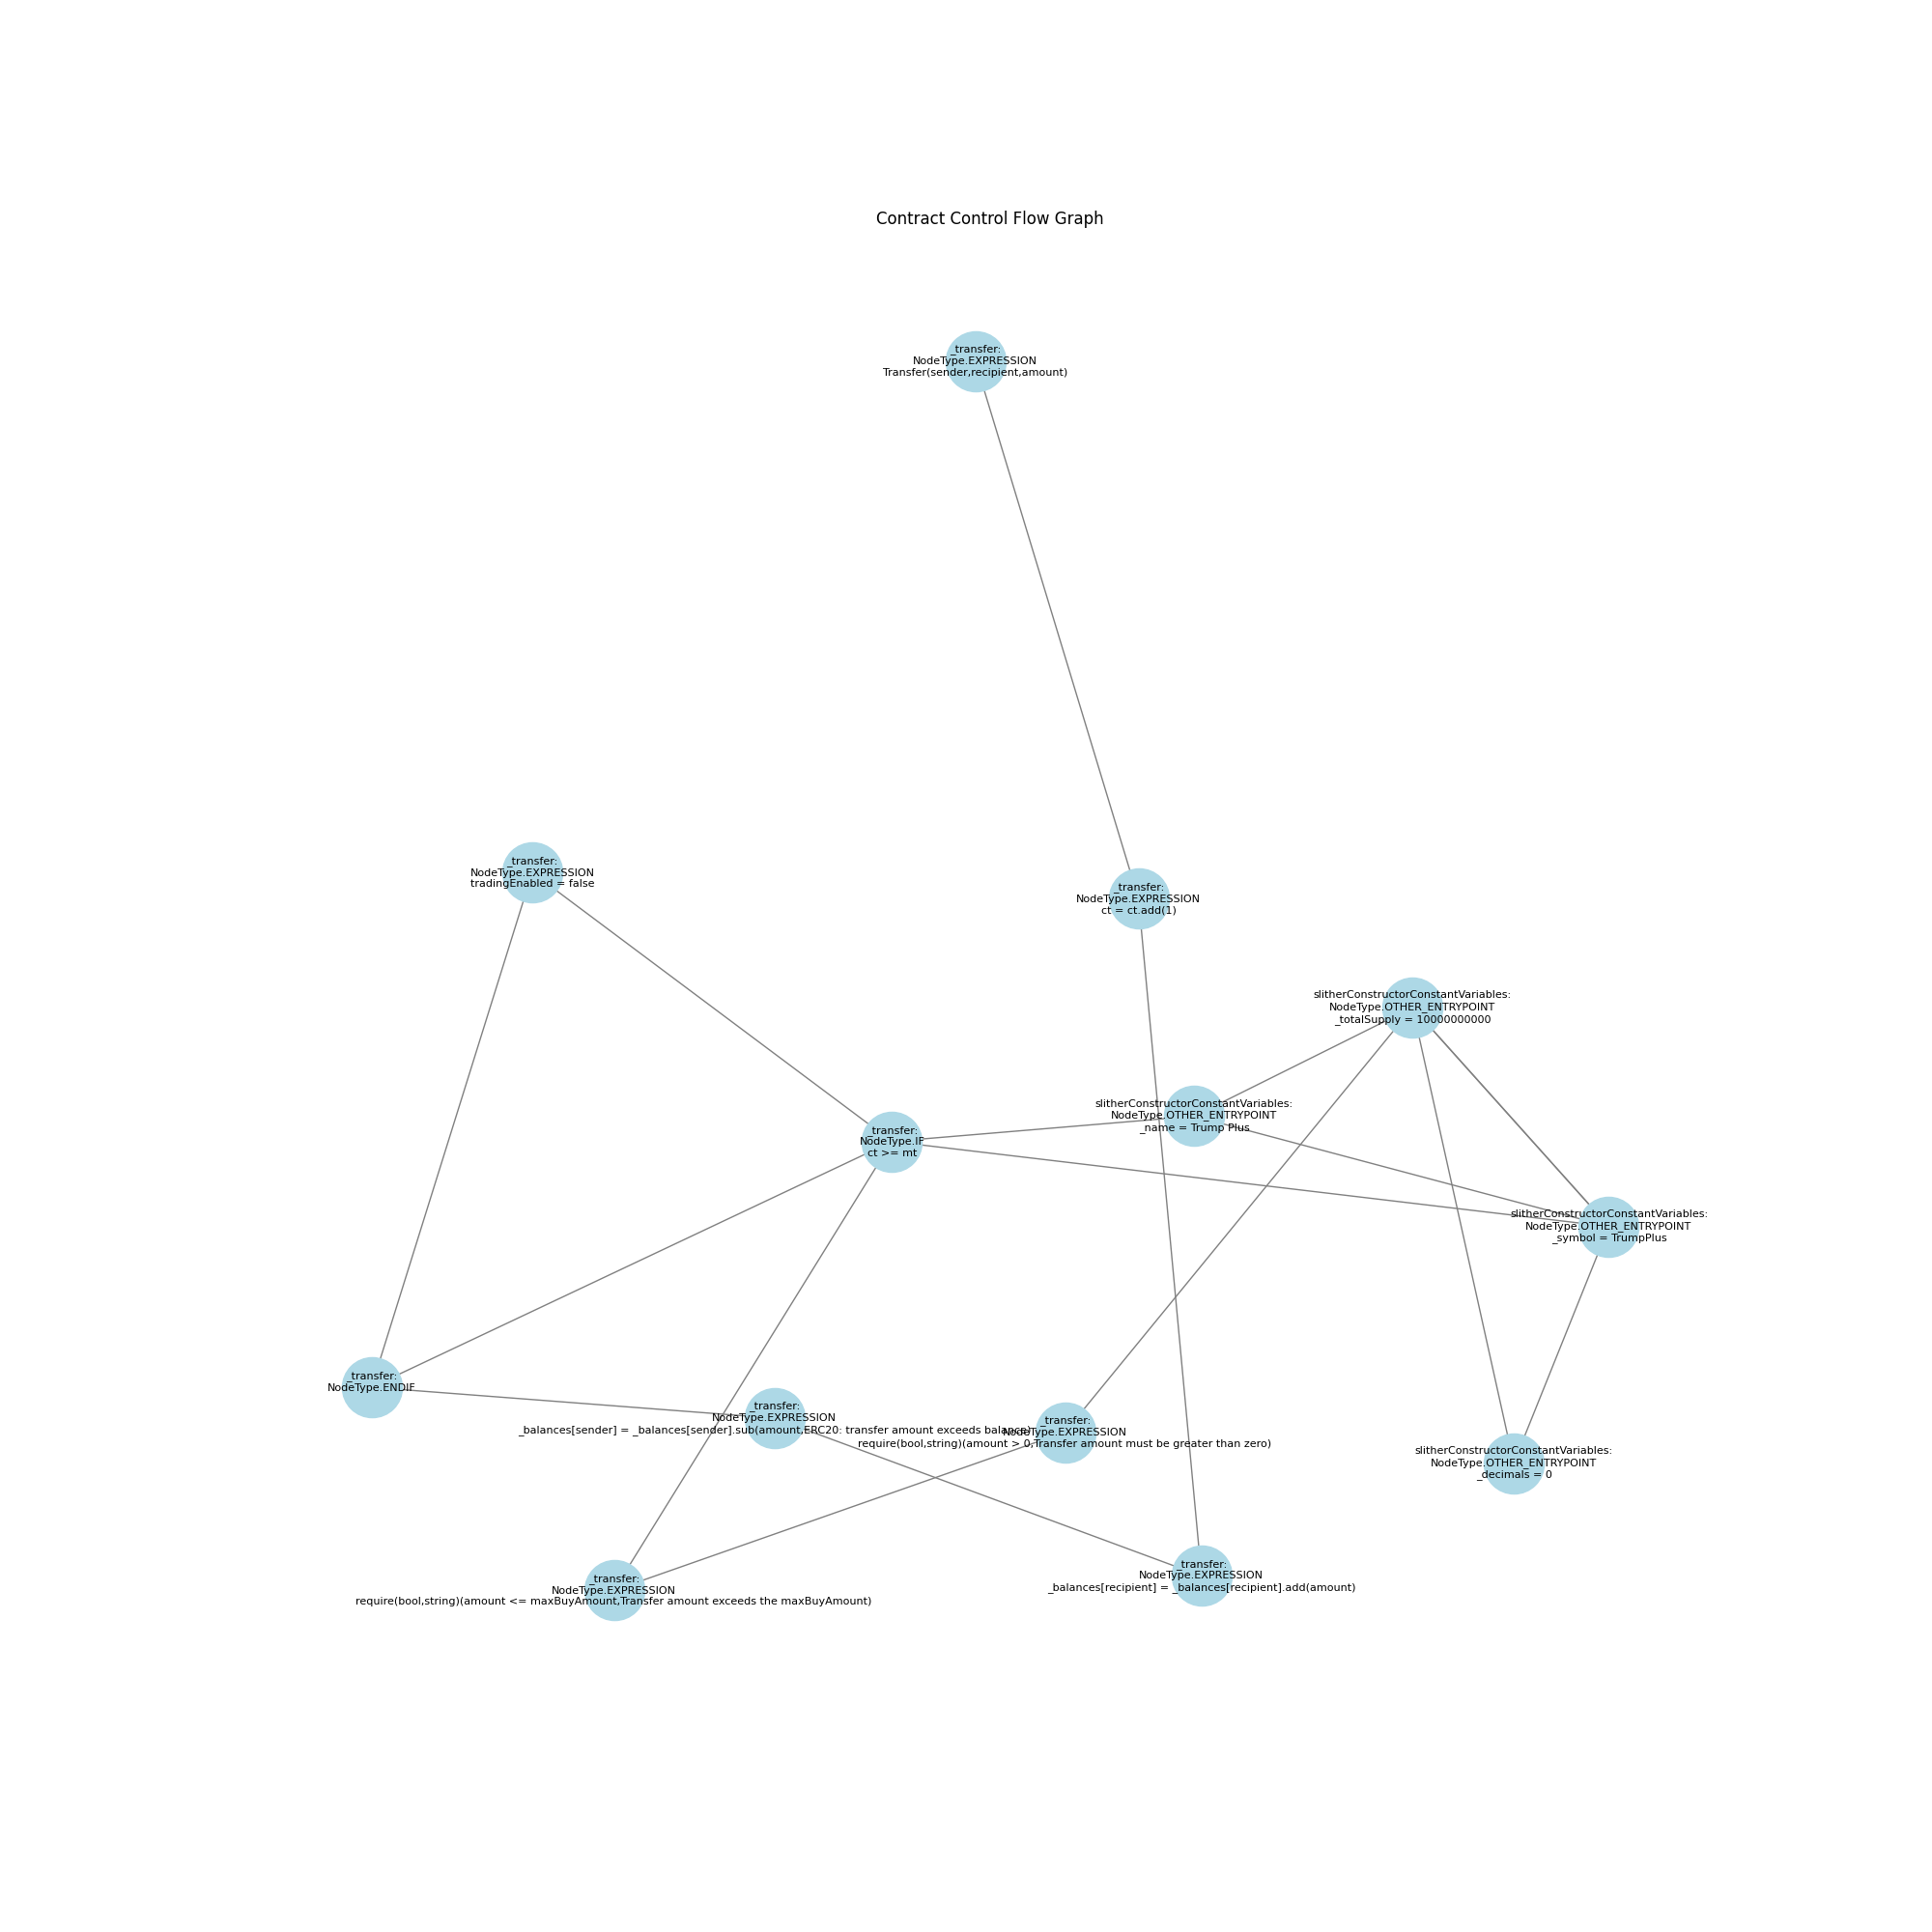 Contract Control Flow Graph
_transfer:
NodeType.EXPRESSION
Transfer(sender,recipient,amount)
_transfer:
NodeType.EXPRESSION
tradingEnabled = false
_transfer:
NodeType.EXPRESSION
ct = ct.add(1)
slitherConstructorConstantVariables:
NodeType.OTHER_ENTRYPOINT
_totalSupply = 10000000000
slitherConstructorConstantVariables:
NodeType.OTHER_ENTRYPOINT
_name = Trump Plus
_transfer:
NodeType.IF
ct >= mt
slitherConstructorConstantVariables:
NodeType.OTHER_ENTRYPOINT
_symbol = TrumpPlus
_transfer:
NodeType.ENDIF
_transfer:
NodeType.EXPRESSION
_balances[sender] = _balances[sender].sub(amount,ERC20: transfer amount exceeds balance)
_transfer:
NodeType.EXPRESSION
require(bool,string)(amount > 0,Transfer amount must be greater than zero)
slitherConstructorConstantVariables:
NodeType.OTHER_ENTRYPOINT
_decimals = 0
_transfer:
NodeType.EXPRESSION
_balances[recipient] = _balances[recipient].add(amount)
_transfer:
NodeType.EXPRESSION
require(bool,string)(amount <= maxBuyAmount,Transfer amount exceeds the maxBuyAmount)